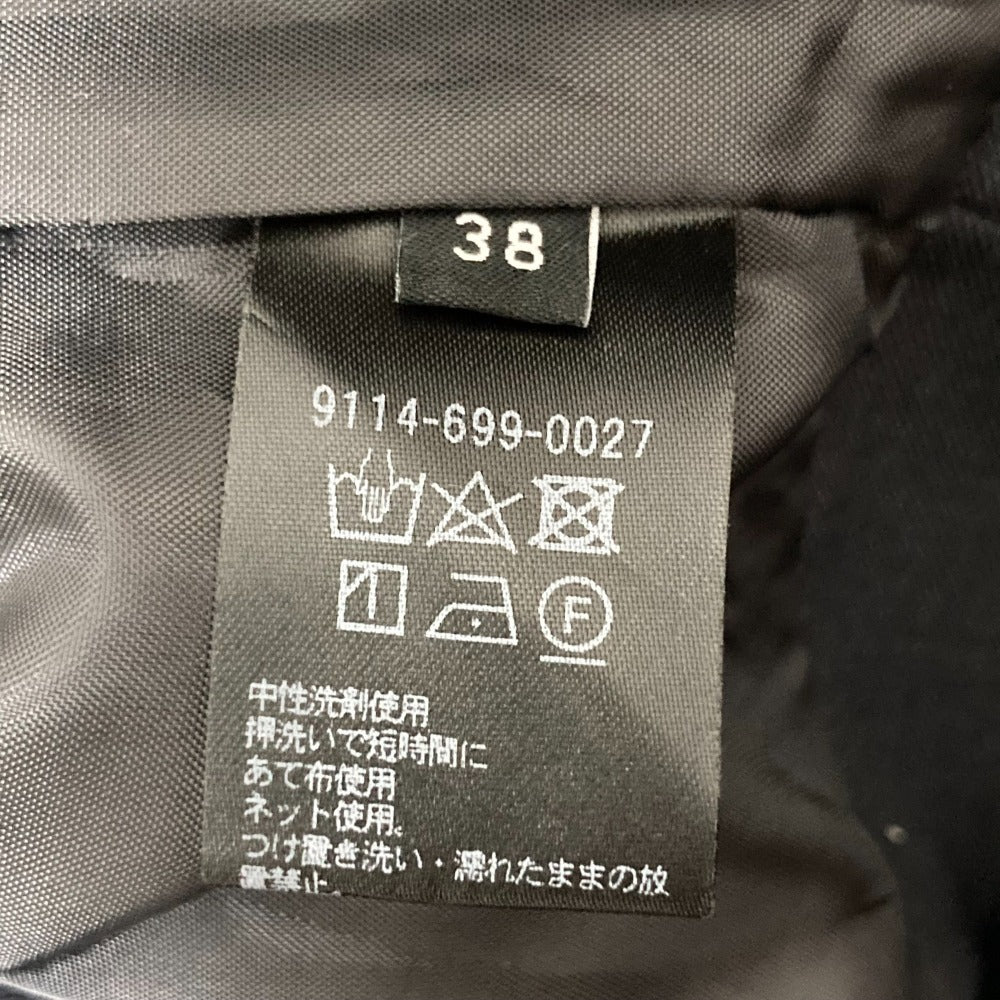 38
9114-699-0027
F
中性洗剤使用
押洗いで短時間に
あて布使用
ネット使用。
つけ置き洗い・濡れたままの放
置禁止。